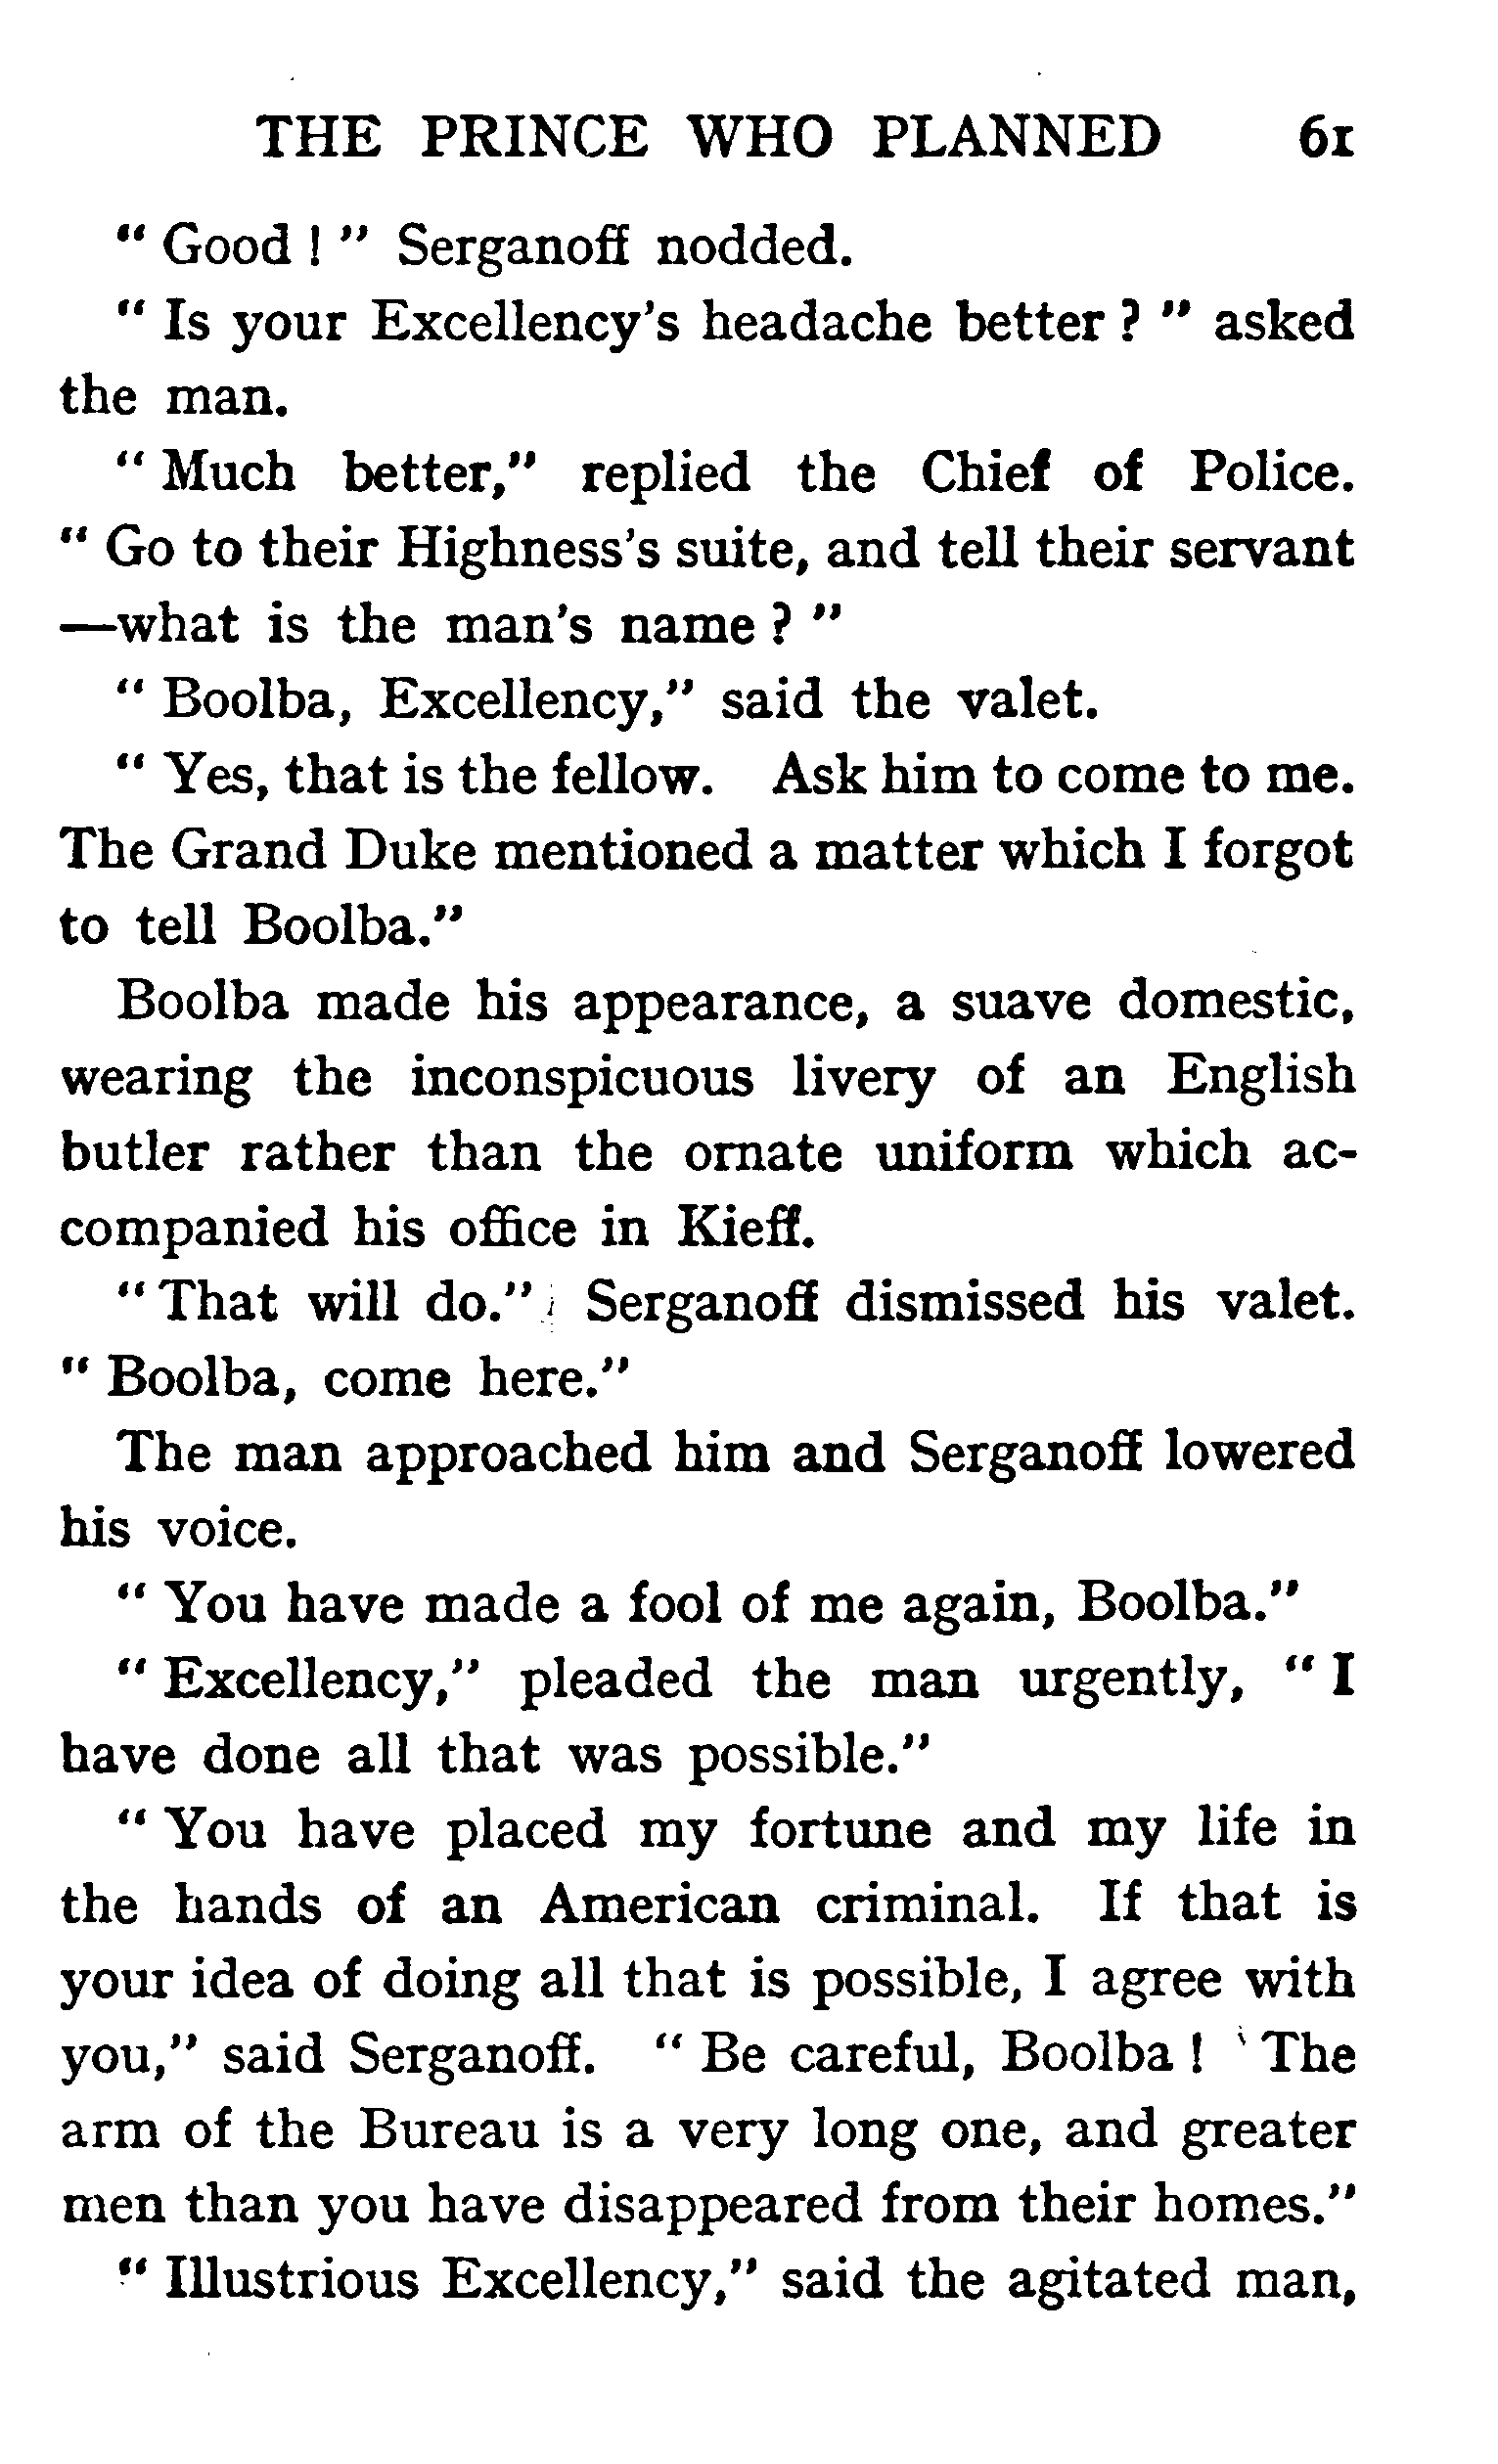 THE PRINCE WHO PLANNED 61
“ Good ! ” Serganoff nodded.
“ Is your Excellency's headache better ? ” asked
the man.
“ Much better,” replied the Chief of Police.
“ Go to their Highness's suite, and tell their servant
—what is the man's name ? ”
“ Boolba, Excellency,” said the valet.
“ Yes, that is the fellow. Ask him to come to me.
The Grand Duke mentioned a matter which I forgot
to tell Boolba.”
Boolba made his appearance, a suave domestic,
wearing the inconspicuous livery of an English
butler rather than the ornate uniform which ac-
companied his office in Kieff.
“ That will do.” Serganoff dismissed his valet.
“ Boolba, come here.”
The man approached him and Serganoff lowered
his voice.
“ You have made a fool of me again, Boolba.”
“ Excellency,” pleaded the man urgently, “ I
have done all that was possible.”
“ You have placed my fortune and my life in
the hands of an American criminal. If that is
your idea of doing all that is possible, I agree with
you,” said Serganoff. “ Be careful, Boolba ! The
arm of the Bureau is a very long one, and greater
men than you have disappeared from their homes.”
“ Illustrious Excellency,” said the agitated man,